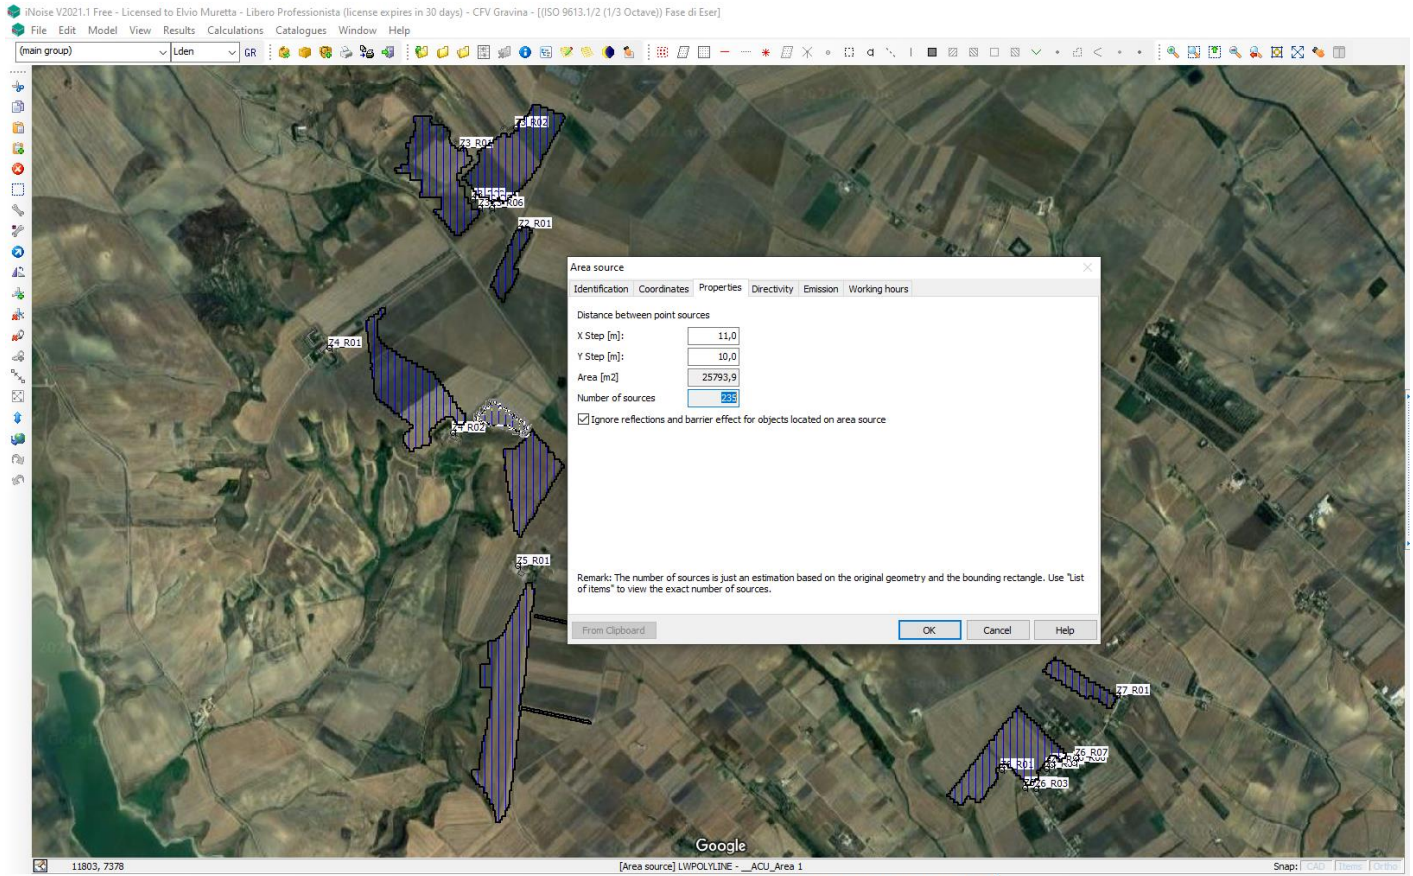 iNoise V2021.1 Free - Licensed to Elvio Muretta - Libero Professionista (license expires in 30 days) - CFV Gravina - [(ISO 9613.1/2 (1/3 Octave)) Fase di Eser]
File Edit Model View Results Calculations Catalogues Window Help
(main group) Lden GR
Z3_R02
Z3_R01
R06
Z2_R01
Z4_R01
Z4_R02
Z5_R01
Area source
Identification Coordinates Properties Directivity Emission Working hours
Distance between point sources
X Step [m]: 11,0
Y Step [m]: 10,0
Area [m2] 25793,9
Number of sources 235
Ignore reflections and barrier effect for objects located on area source
Remark: The number of sources is just an estimation based on the original geometry and the bounding rectangle. Use "List
of items" to view the exact number of sources.
From Clipboard OK Cancel Help
Z7_R01
Z6_R07
R01
Z6_R03
Google
11803, 7378 [Area source] LWPOLYLINE - __ACU_Area 1 Snap: CAD Items Ortho